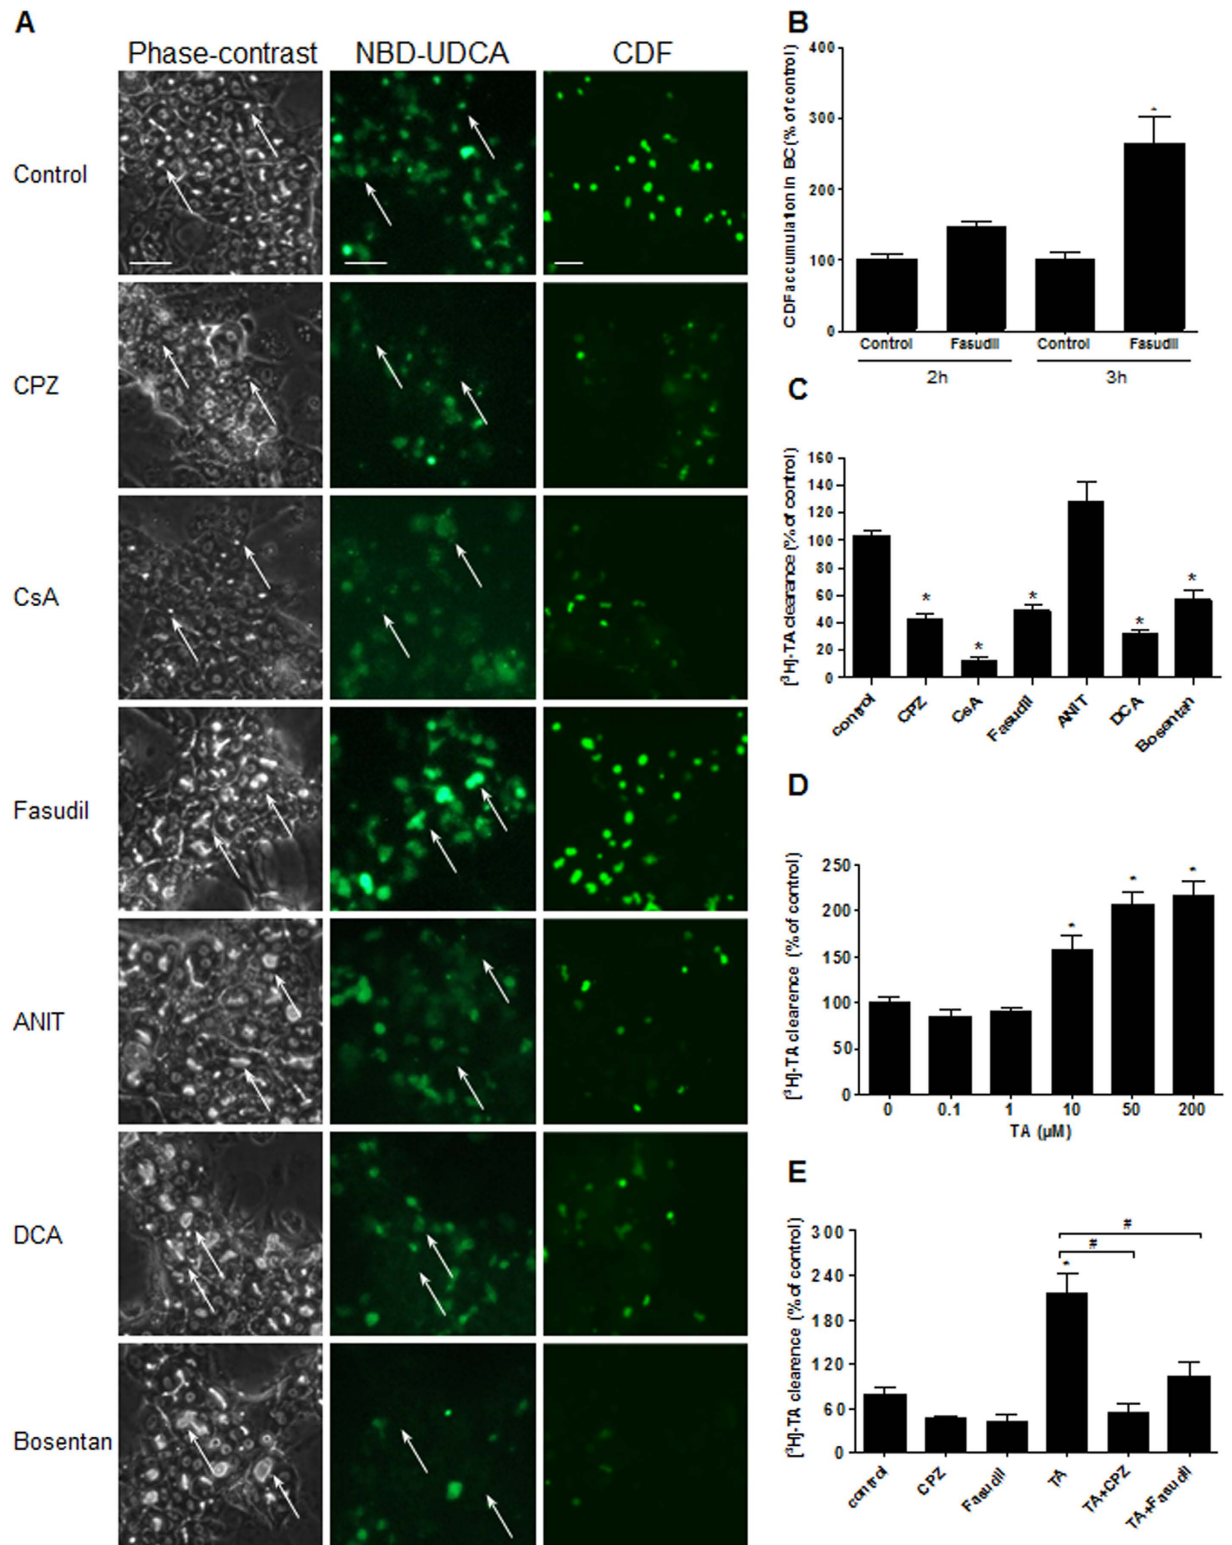 A
Phase-contrast NBD-UDCA CDF
Control
CPZ
CsA
Fasudil
ANIT
DCA
Bosentan
B
CDF accumulation in BC (% of control)
400
300
200
100
0
*
Control Fasudil Control Fasudil
2h 3h
C
[³H]-TA clearance (% of control)
160
140
120
100
80
60
40
20
0
* * * * *
control CPZ CsA Fasudil ANIT DCA Bosentan
D
[³H]-TA clearence (% of control)
250
200
150
100
50
0
* * *
0 0.1 1 10 50 200
TA (µM)
E
[³H]-TA clearence (% of control)
300
240
180
120
60
0
#
#
*
control CPZ Fasudil TA TA+CPZ TA+Fasudil